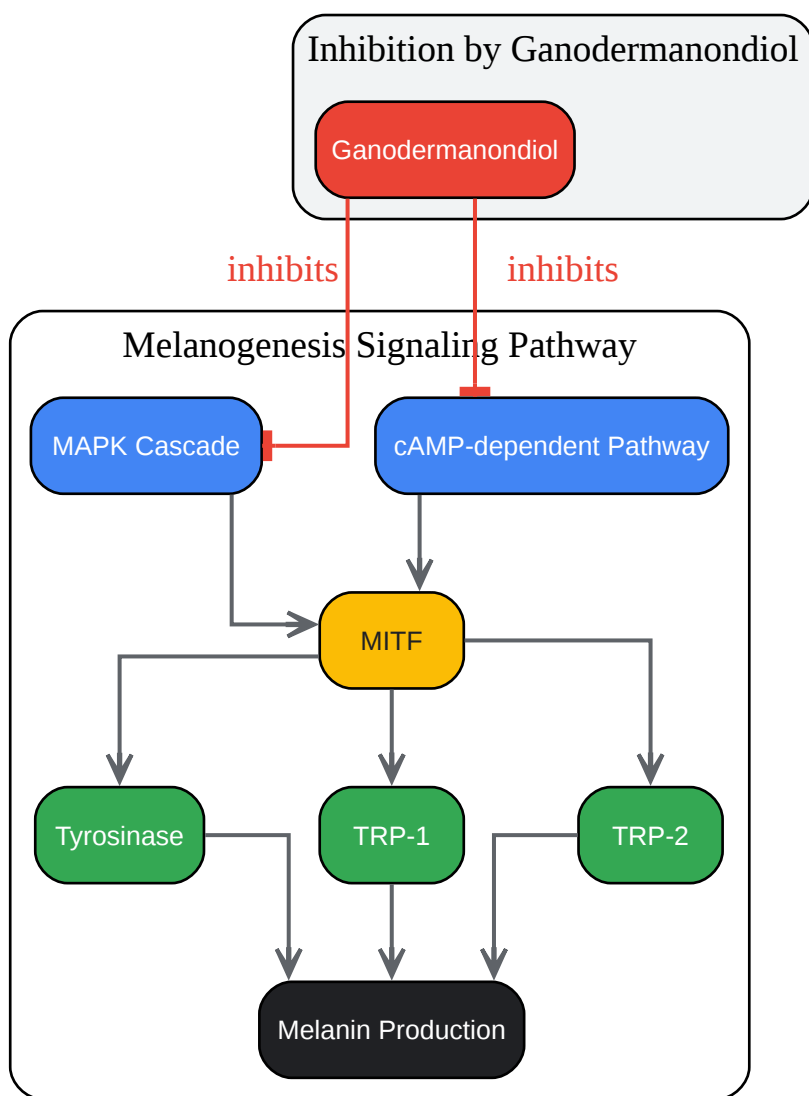 Inhibition by Ganodermanondiol
Ganodermanondiol
inhibits
inhibits
Melanogenesis Signaling Pathway
MAPK Cascade
cAMP-dependent Pathway
MITF
Tyrosinase
TRP-1
TRP-2
Melanin Production